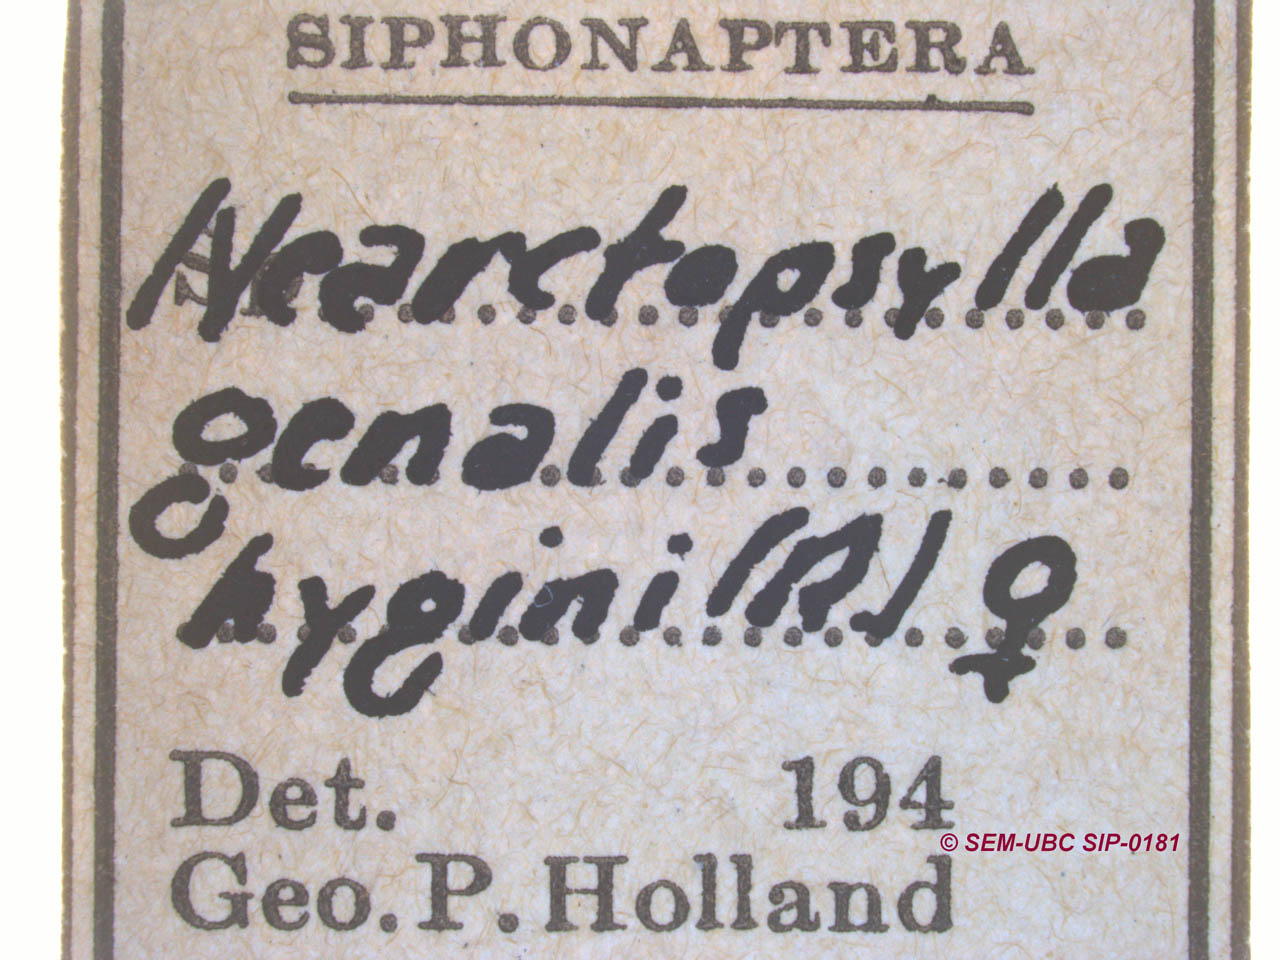 SIPHONAPTERA
Nearctopsylla
genalis
hygini (R) ♀
Det. 194
© SEM-UBC SIP-0181
Geo. P. Holland